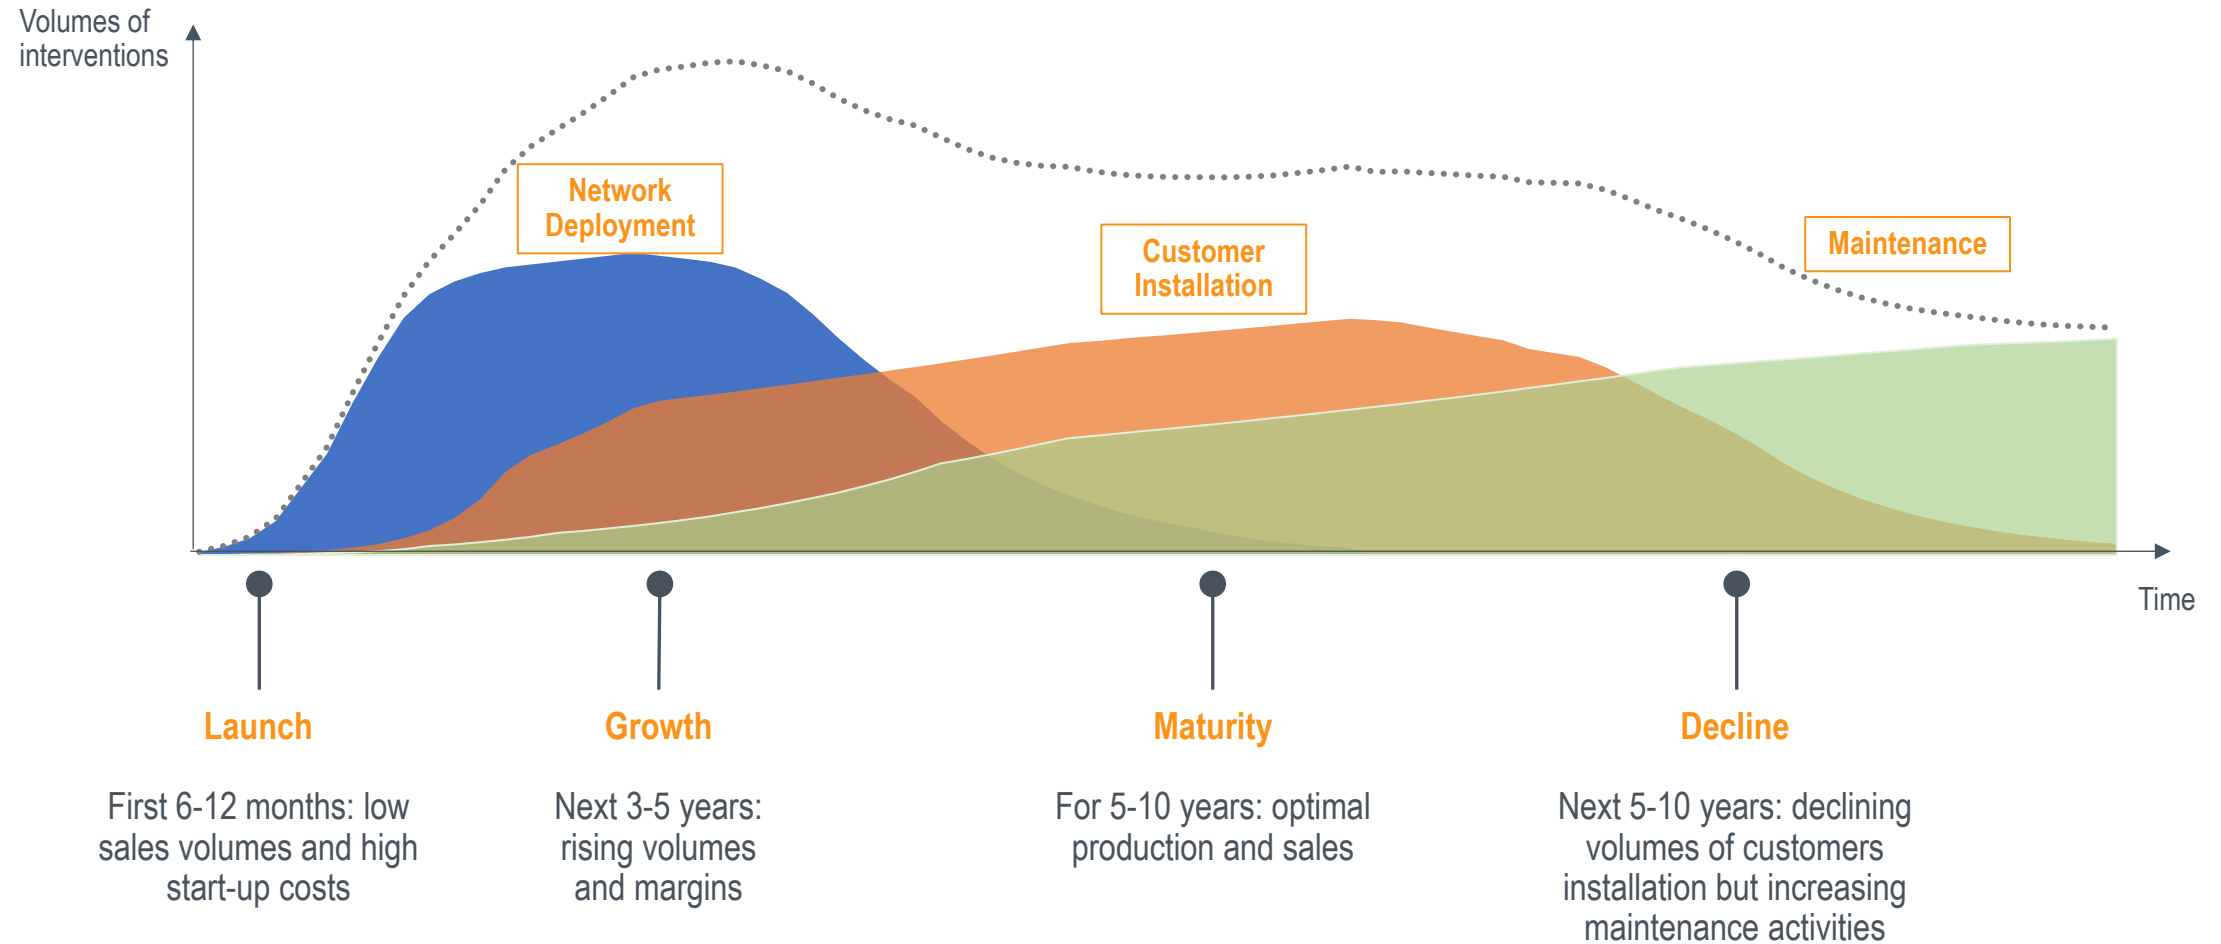 Volumes of
interventions
Network
Deployment
Customer
Installation
Maintenance
Time
Launch
First 6-12 months: low
sales volumes and high
start-up costs
Growth
Next 3-5 years:
rising volumes
and margins
Maturity
For 5-10 years: optimal
production and sales
Decline
Next 5-10 years: declining
volumes of customers
installation but increasing
maintenance activities